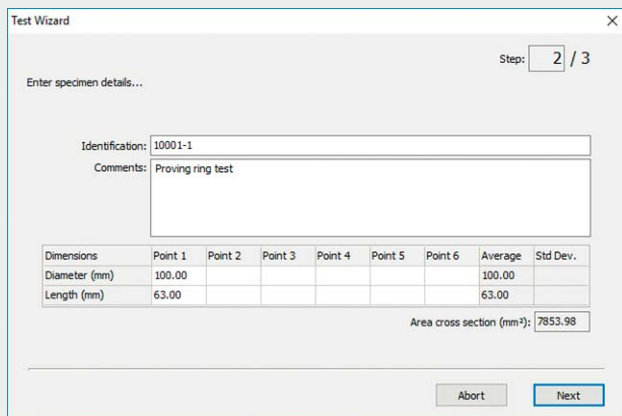 Test Wizard
Step: 2 / 3
Enter specimen details...
Identification: 10001-1
Comments: Proving ring test
Dimensions Point 1 Point 2 Point 3 Point 4 Point 5 Point 6 Average Std Dev.
Diameter (mm) 100.00 100.00
Length (mm) 63.00 63.00
Area cross section (mm²): 7853.98
Abort Next